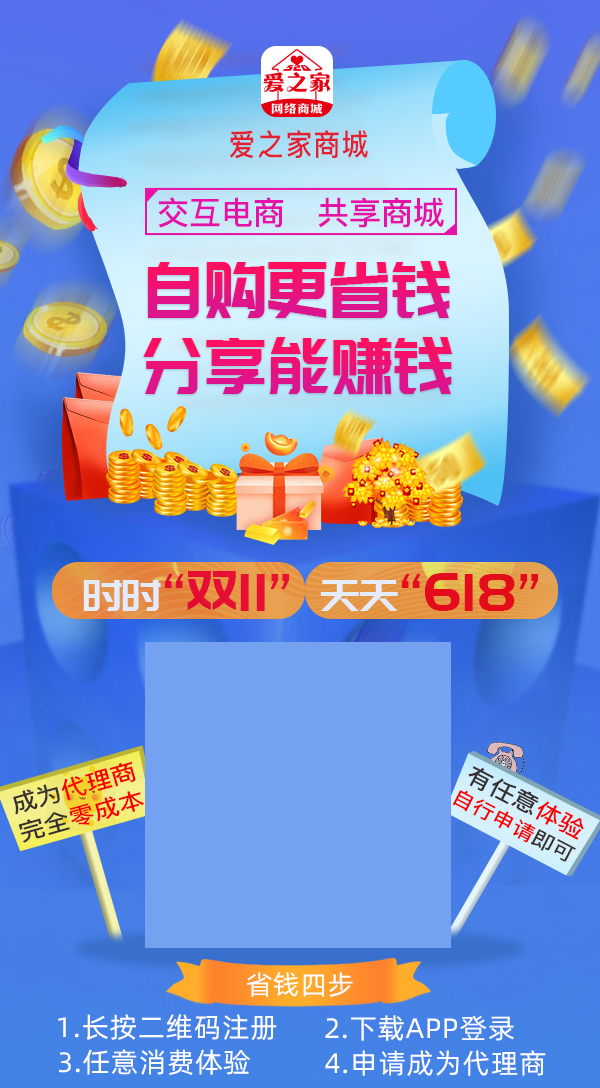 爱之家
网络商城
爱之家商城
交互电商 共享商城
自购更省钱
分享能赚钱
时时“双11” 天天“618”
成为代理商
完全零成本
有任意体验
自行申请即可
省钱四步
1.长按二维码注册 2.下载APP登录
3.任意消费体验 4.申请成为代理商